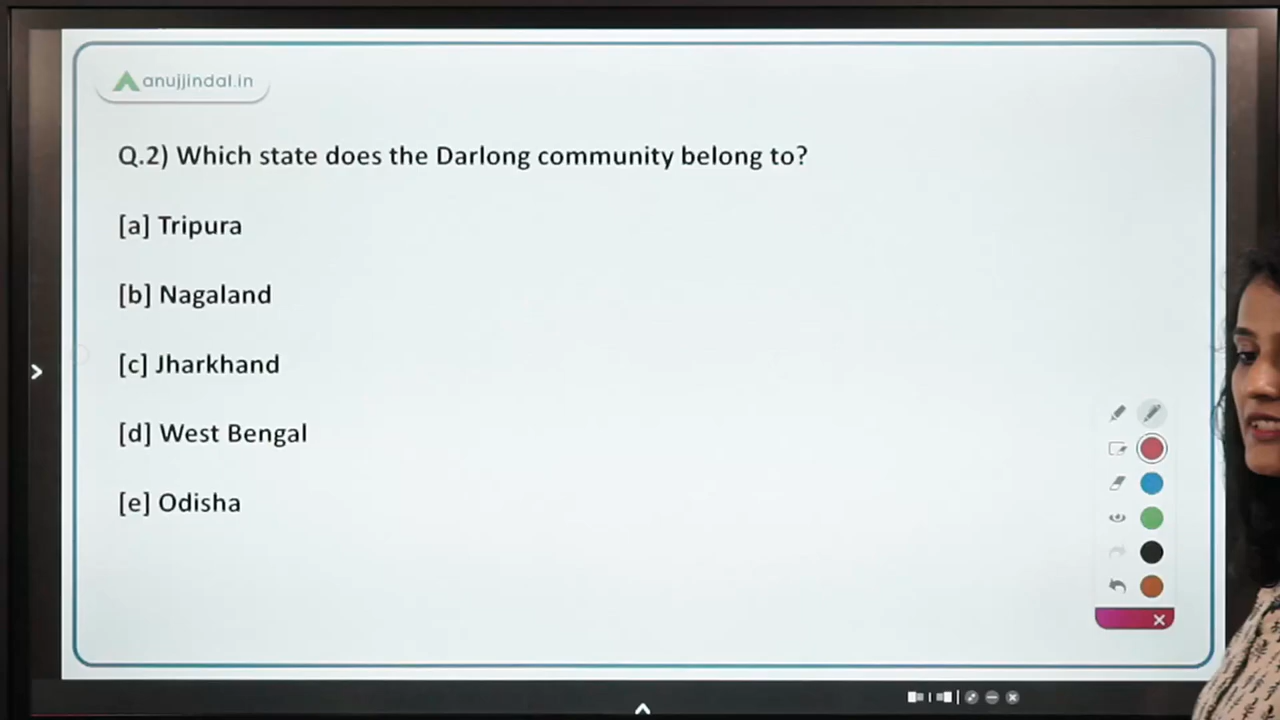 anujjindal.in
Q.2) Which state does the Darlong community belong to?
[a] Tripura
[b] Nagaland
[c] Jharkhand
[d] West Bengal
[e] Odisha